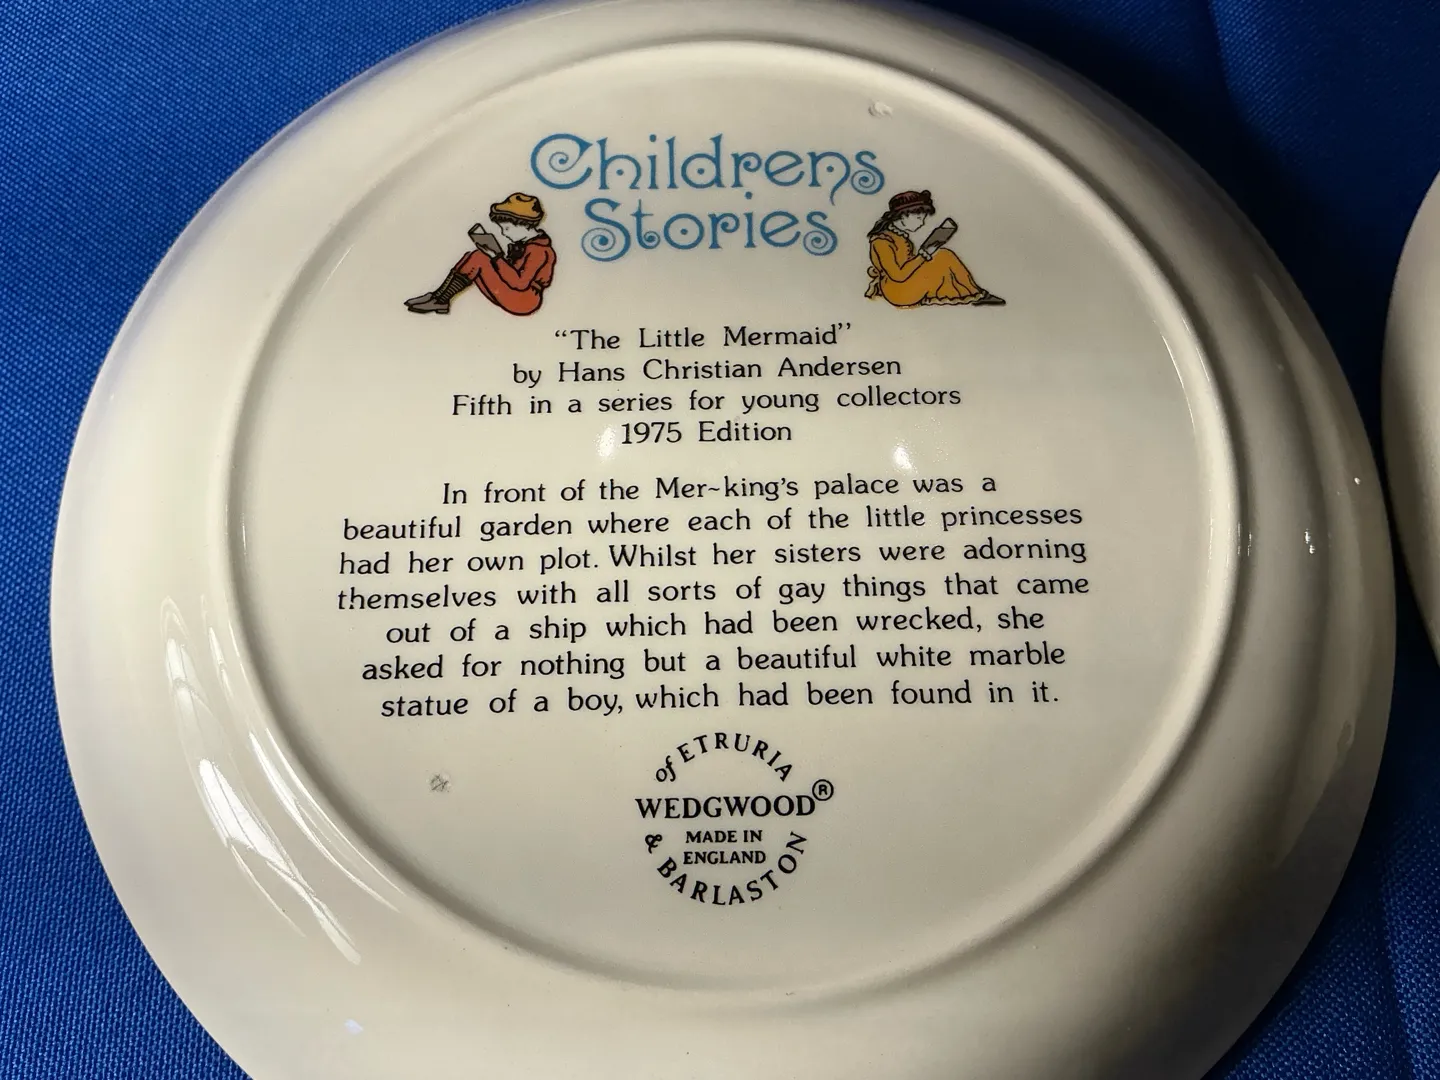 Childrens
Stories
“The Little Mermaid”
by Hans Christian Andersen
Fifth in a series for young collectors
1975 Edition
In front of the Mer~king's palace was a
beautiful garden where each of the little princesses
had her own plot. Whilst her sisters were adorning
themselves with all sorts of gay things that came
out of a ship which had been wrecked, she
asked for nothing but a beautiful white marble
statue of a boy, which had been found in it.
of ETRURIA
WEDGWOOD®
MADE IN
ENGLAND
& BARLASTON